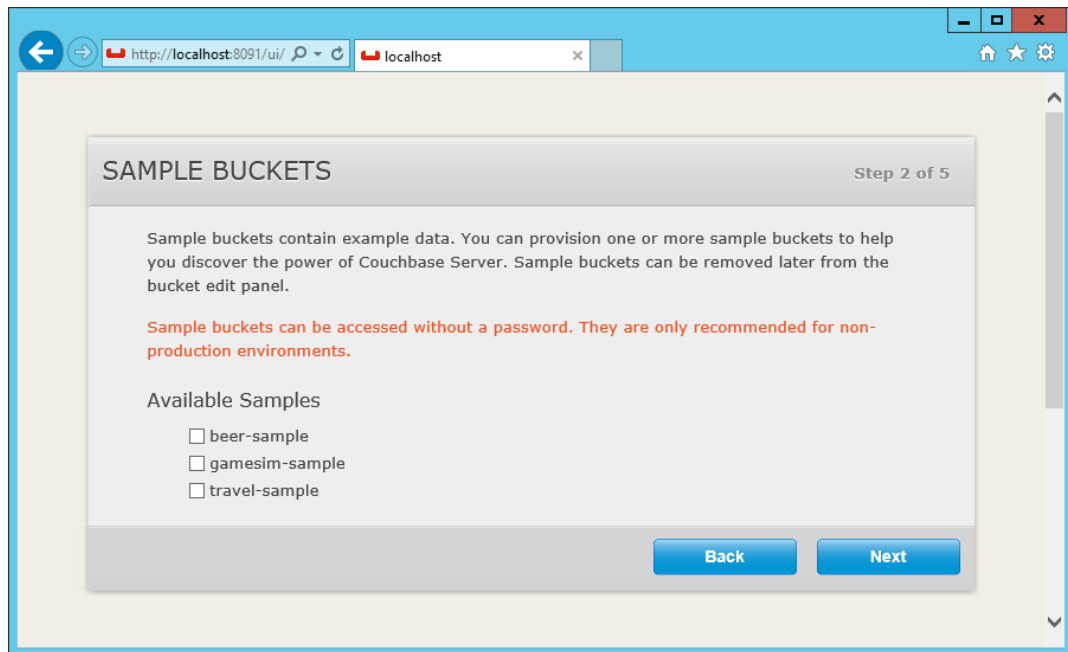 http://localhost:8091/ui/
localhost
SAMPLE BUCKETS
Step 2 of 5
Sample buckets contain example data. You can provision one or more sample buckets to help
you discover the power of Couchbase Server. Sample buckets can be removed later from the
bucket edit panel.
Sample buckets can be accessed without a password. They are only recommended for non-
production environments.
Available Samples
beer-sample
gamesim-sample
travel-sample
Back
Next